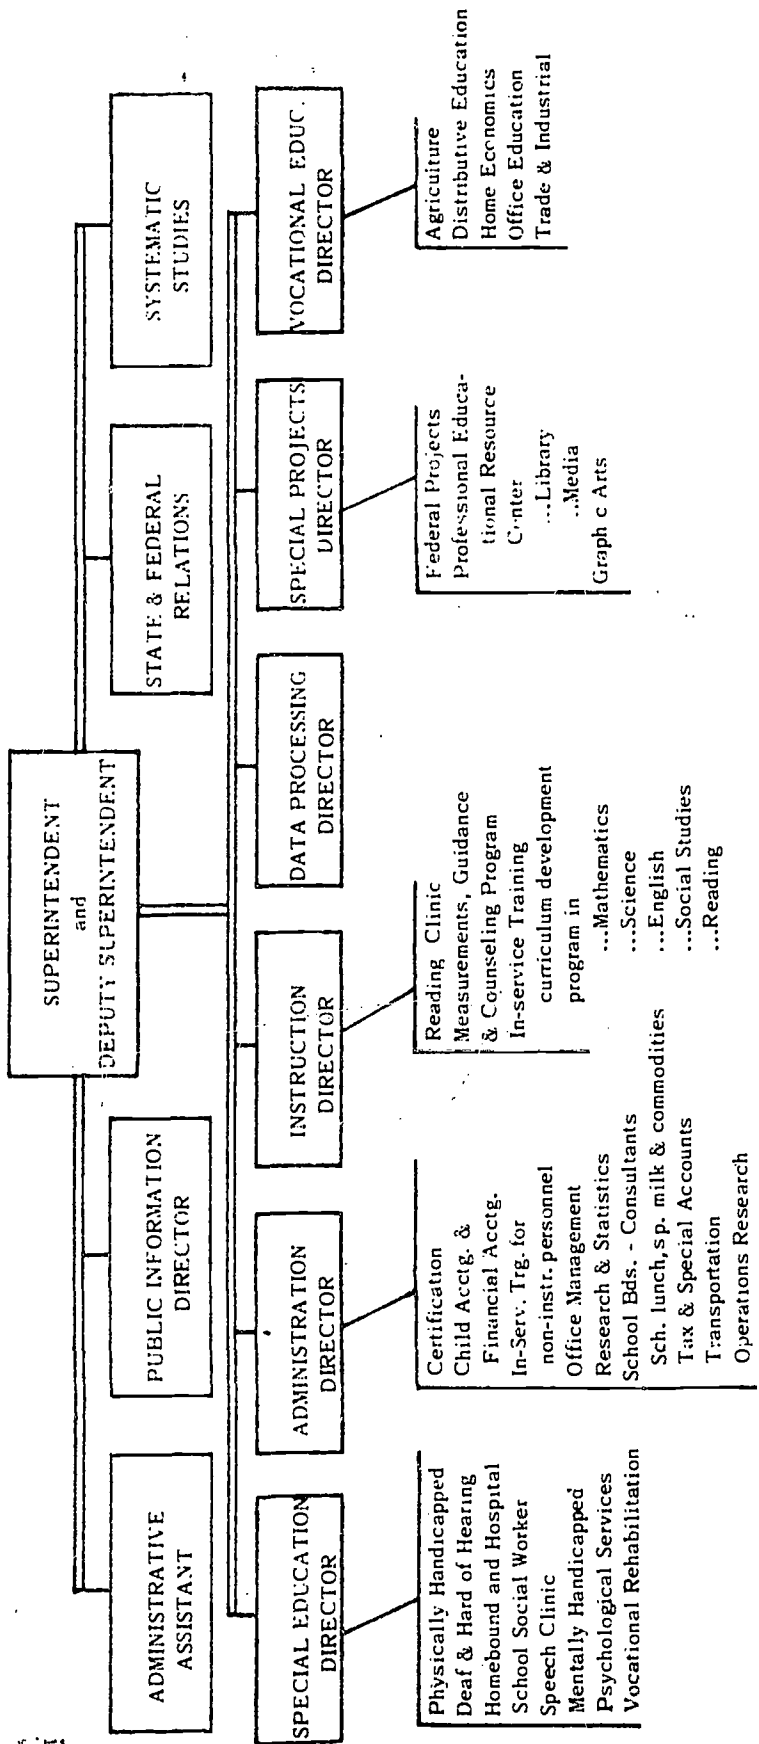 SUPERINTENDENT
and
DEPUTY SUPERINTENDENT
ADMINISTRATIVE
ASSISTANT
PUBLIC INFORMATION
DIRECTOR
STATE & FEDERAL
RELATIONS
SYSTEMATIC
STUDIES
SPECIAL EDUCATION
DIRECTOR
ADMINISTRATION
DIRECTOR
INSTRUCTION
DIRECTOR
DATA PROCESSING
DIRECTOR
SPECIAL PROJECTS
DIRECTOR
VOCATIONAL EDUC.
DIRECTOR
Physically Handicapped
Deaf & Hard of Hearing
Homebound and Hospital
School Social Worker
Speech Clinic
Mentally Handicapped
Psychological Services
Vocational Rehabilitation
Certification
Child Acctg. &
Financial Acctg.
In-Serv. Trg. for
non-instr. personnel
Office Management
Research & Statistics
School Bds. - Consultants
Sch. lunch, sp. milk & commodities
Tax & Special Accounts
Transportation
Operations Research
Reading Clinic
Measurements, Guidance
& Counseling Program
In-service Training
curriculum development
program in
...Mathematics
...Science
...English
...Social Studies
...Reading
Federal Projects
Professional Educa-
tional Resource
Center
...Library
...Media
Graph c Arts
Agriculture
Distributive Education
Home Economics
Office Education
Trade & Industrial